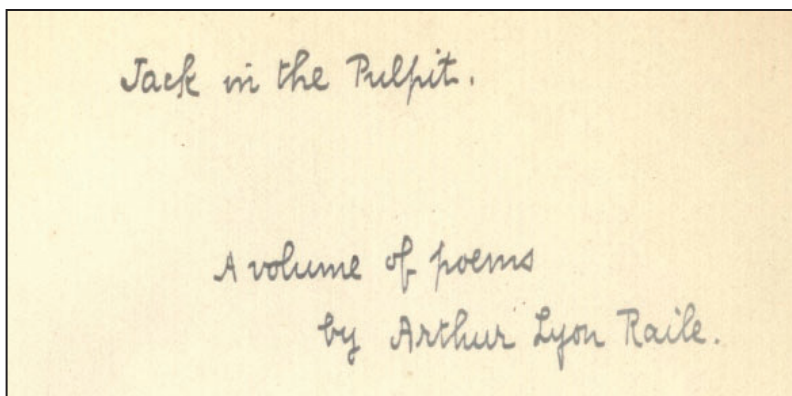 Jack in the Pulpit.
A volume of poems
by Arthur Lyon Raile.